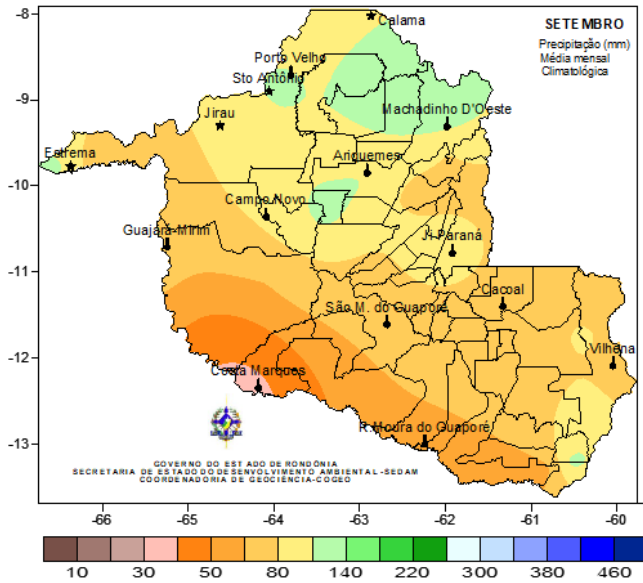 SETEMBRO
Precipitação (mm)
Média mensal
Climatológica
-8
Calama
Porto Velho
Sto Antônio
-9
Machadinho D'Oeste
Jirau
Extrema
Ariquemes
-10
Campo Novo
Guajará-Mirim
Ji Paraná
-11
Cacoal
São M. do Guaporé
-12
Vilhena
Costa Marques
R.Moura do Guaporé
-13
GOVERNO DO ESTADO DE RONDÔNIA
SECRETARIA DE ESTADO DO DESENVOLVIMENTO AMBIENTAL -SEDAM
COORDENADORIA DE GEOCIÊNCIA-COGEO
-66 -65 -64 -63 -62 -61 -60
10 30 50 80 140 220 300 380 460